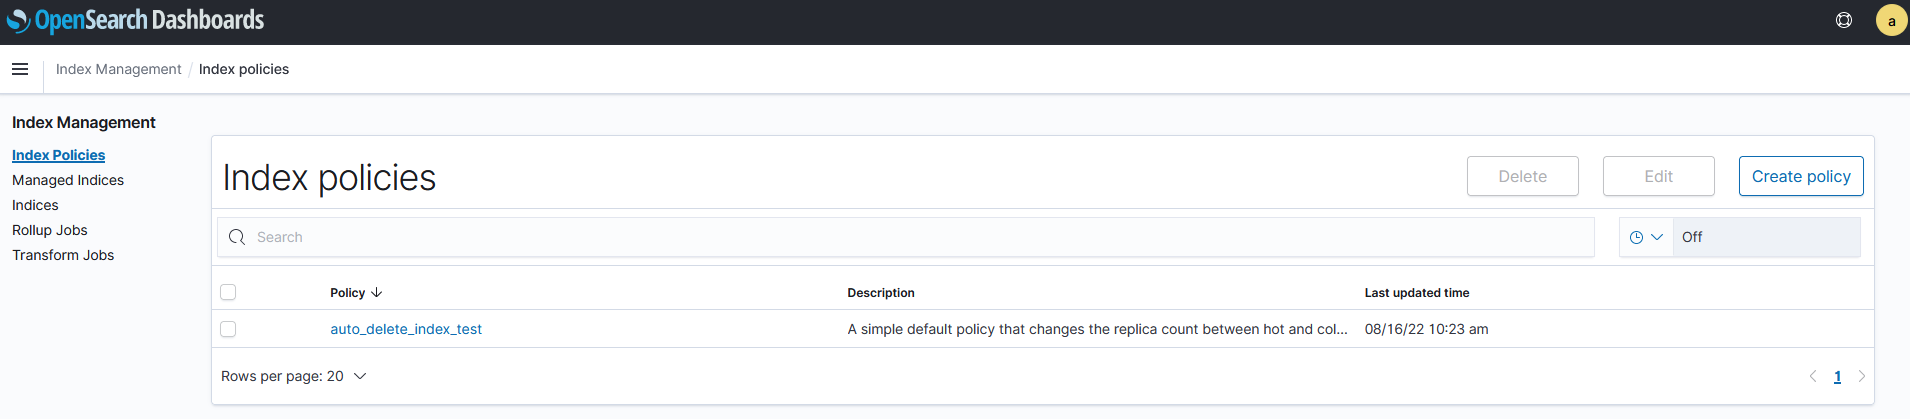 OpenSearch Dashboards
a
Index Management / Index policies
Index Management
Index Policies
Managed Indices
Indices
Rollup Jobs
Transform Jobs
Index policies
Delete
Edit
Create policy
Search
Off
Policy
Description
Last updated time
auto_delete_index_test
A simple default policy that changes the replica count between hot and col...
08/16/22 10:23 am
Rows per page: 20
1